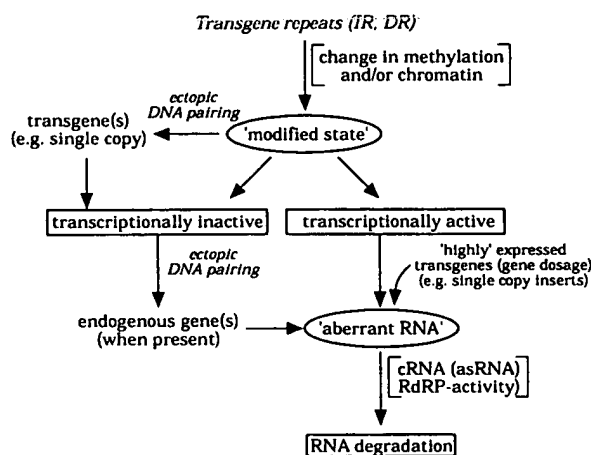 Transgene repeats (IR, DR)
change in methylation
and/or chromatin
ectopic
DNA pairing
transgene(s)
(e.g. single copy)
'modified state'
transcriptionally inactive
transcriptionally active
ectopic
DNA pairing
'highly' expressed
transgenes (gene dosage)
(e.g. single copy inserts)
endogenous gene(s)
(when present)
'aberrant RNA'
cRNA (asRNA)
RdRP-activity)
RNA degradation